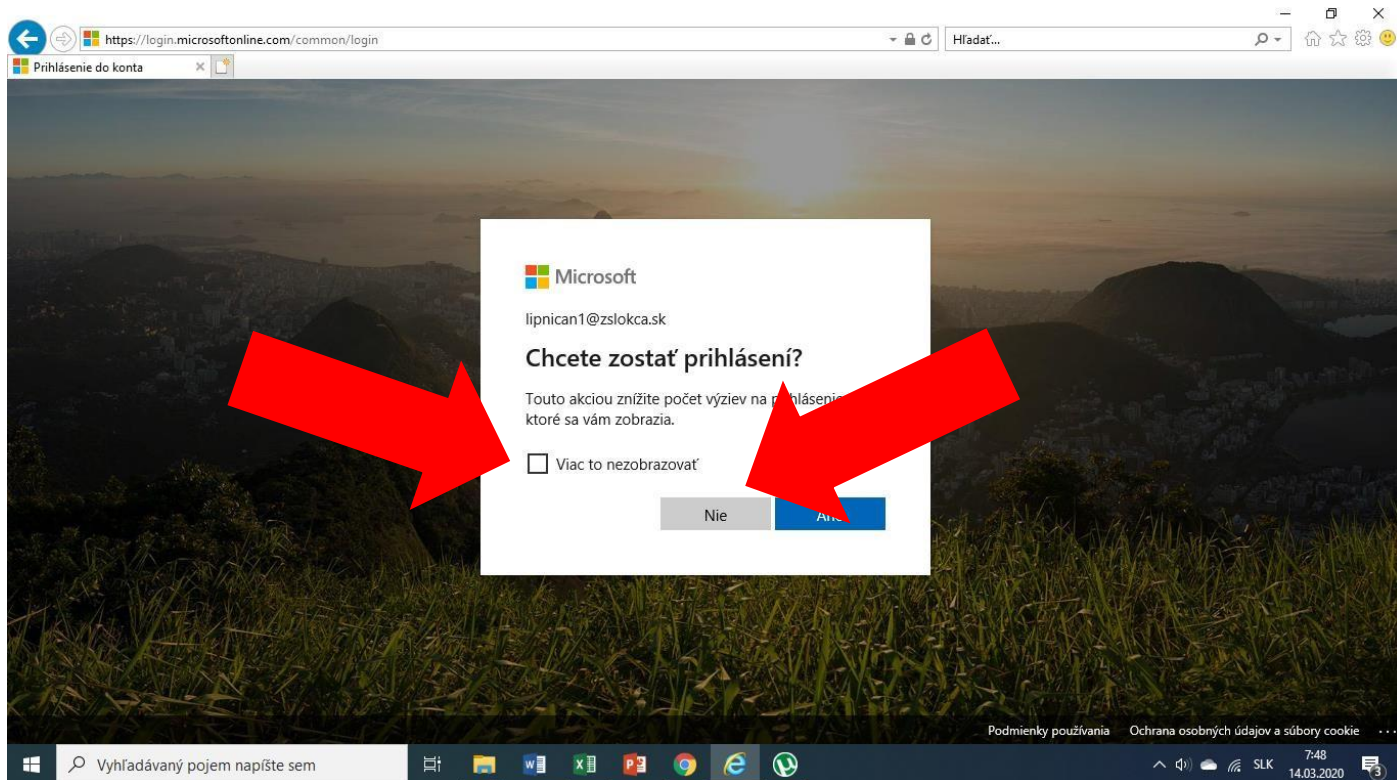 https://login.microsoftonline.com/common/login
Hľadať...
Prihlásenie do konta
Microsoft
lipnican1@zslokca.sk
Chcete zostať prihlásení?
Touto akciou znížite počet výziev na
ktoré sa vám zobrazia.
Viac to nezobrazovať
Nie
Podmienky používania Ochrana osobných údajov a súbory cookie ...
Vyhľadávaný pojem napíšte sem
SLK
7:48
14.03.2020
3